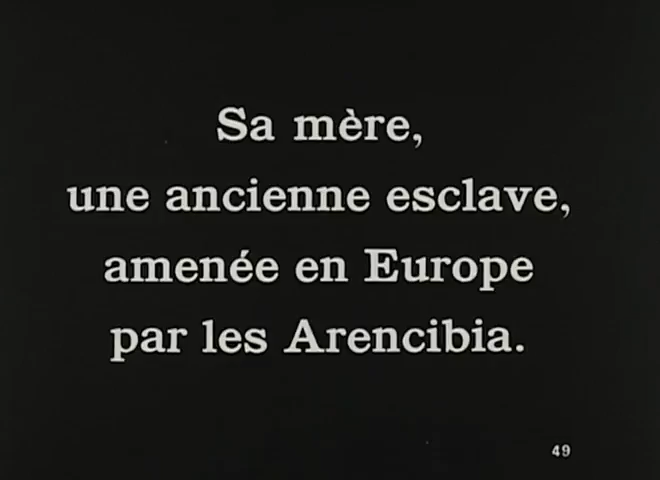 Sa mère,
une ancienne esclave,
amenée en Europe
par les Arencibia.
49